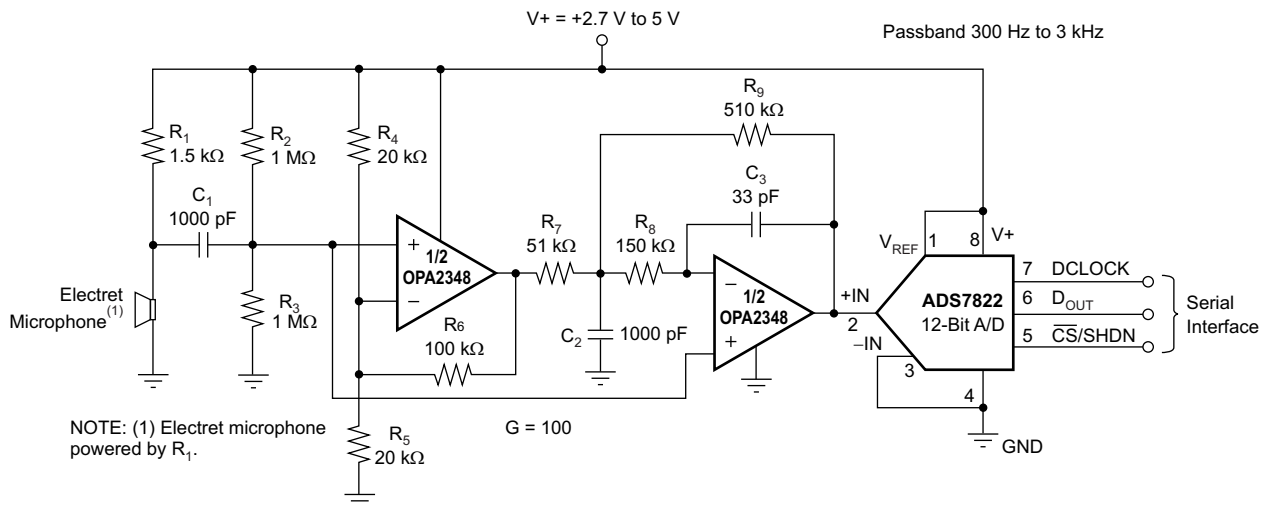 V+ = +2.7 V to 5 V
Passband 300 Hz to 3 kHz
R1
1.5 kΩ
R2
1 MΩ
R4
20 kΩ
R9
510 kΩ
C1
1000 pF
C3
33 pF
R7
51 kΩ
R8
150 kΩ
+
1/2
OPA2348
−
VREF
1
8
V+
7
DCLOCK
Electret
Microphone(1)
R3
1 MΩ
R6
100 kΩ
C2
1000 pF
−
1/2
OPA2348
+
+IN
2
−IN
3
ADS7822
12-Bit A/D
6
DOUT
5
CS/SHDN
Serial
Interface
4
GND
NOTE: (1) Electret microphone
powered by R1.
R5
20 kΩ
G = 100